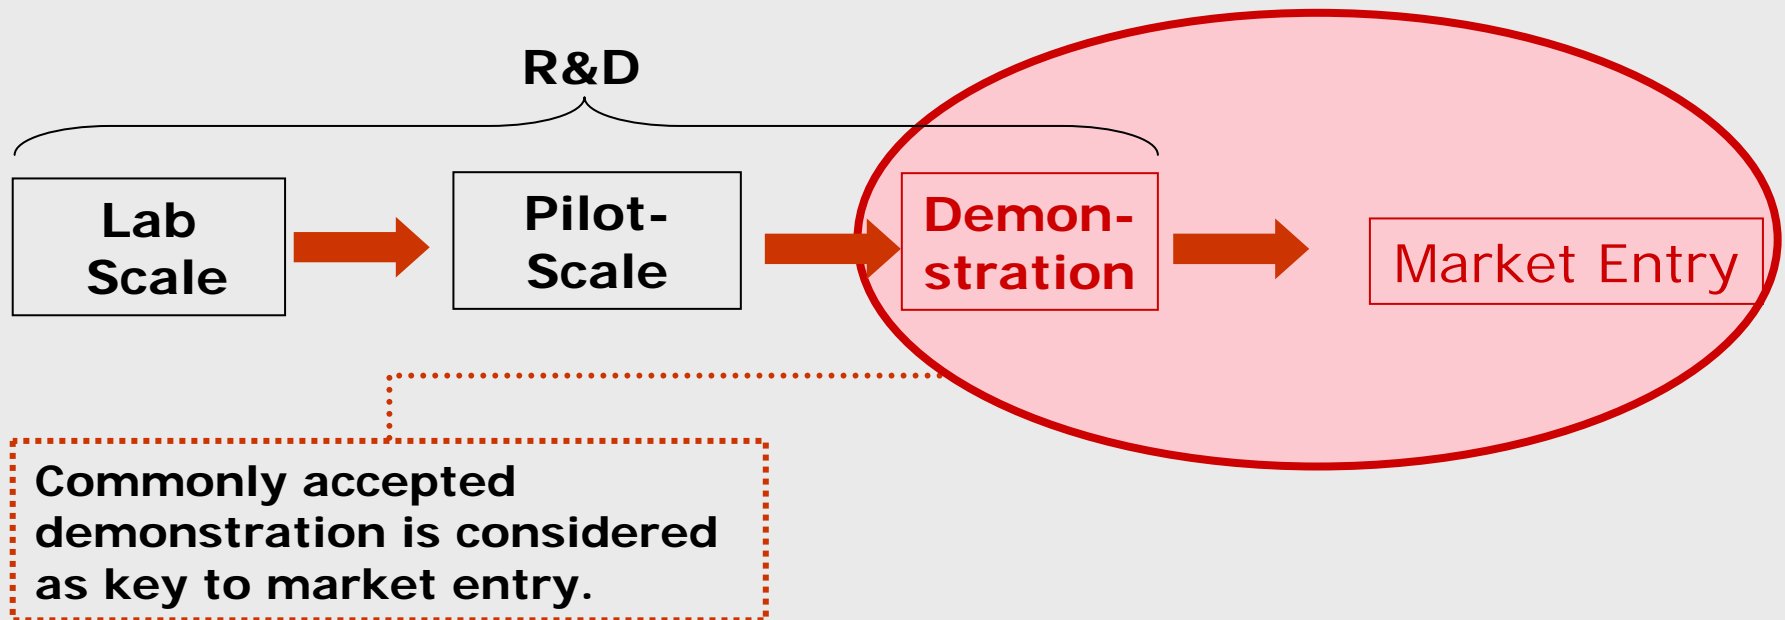 R&D
Lab
Scale
Pilot-
Scale
Demon-
stration
Market Entry
Commonly accepted
demonstration is considered
as key to market entry.